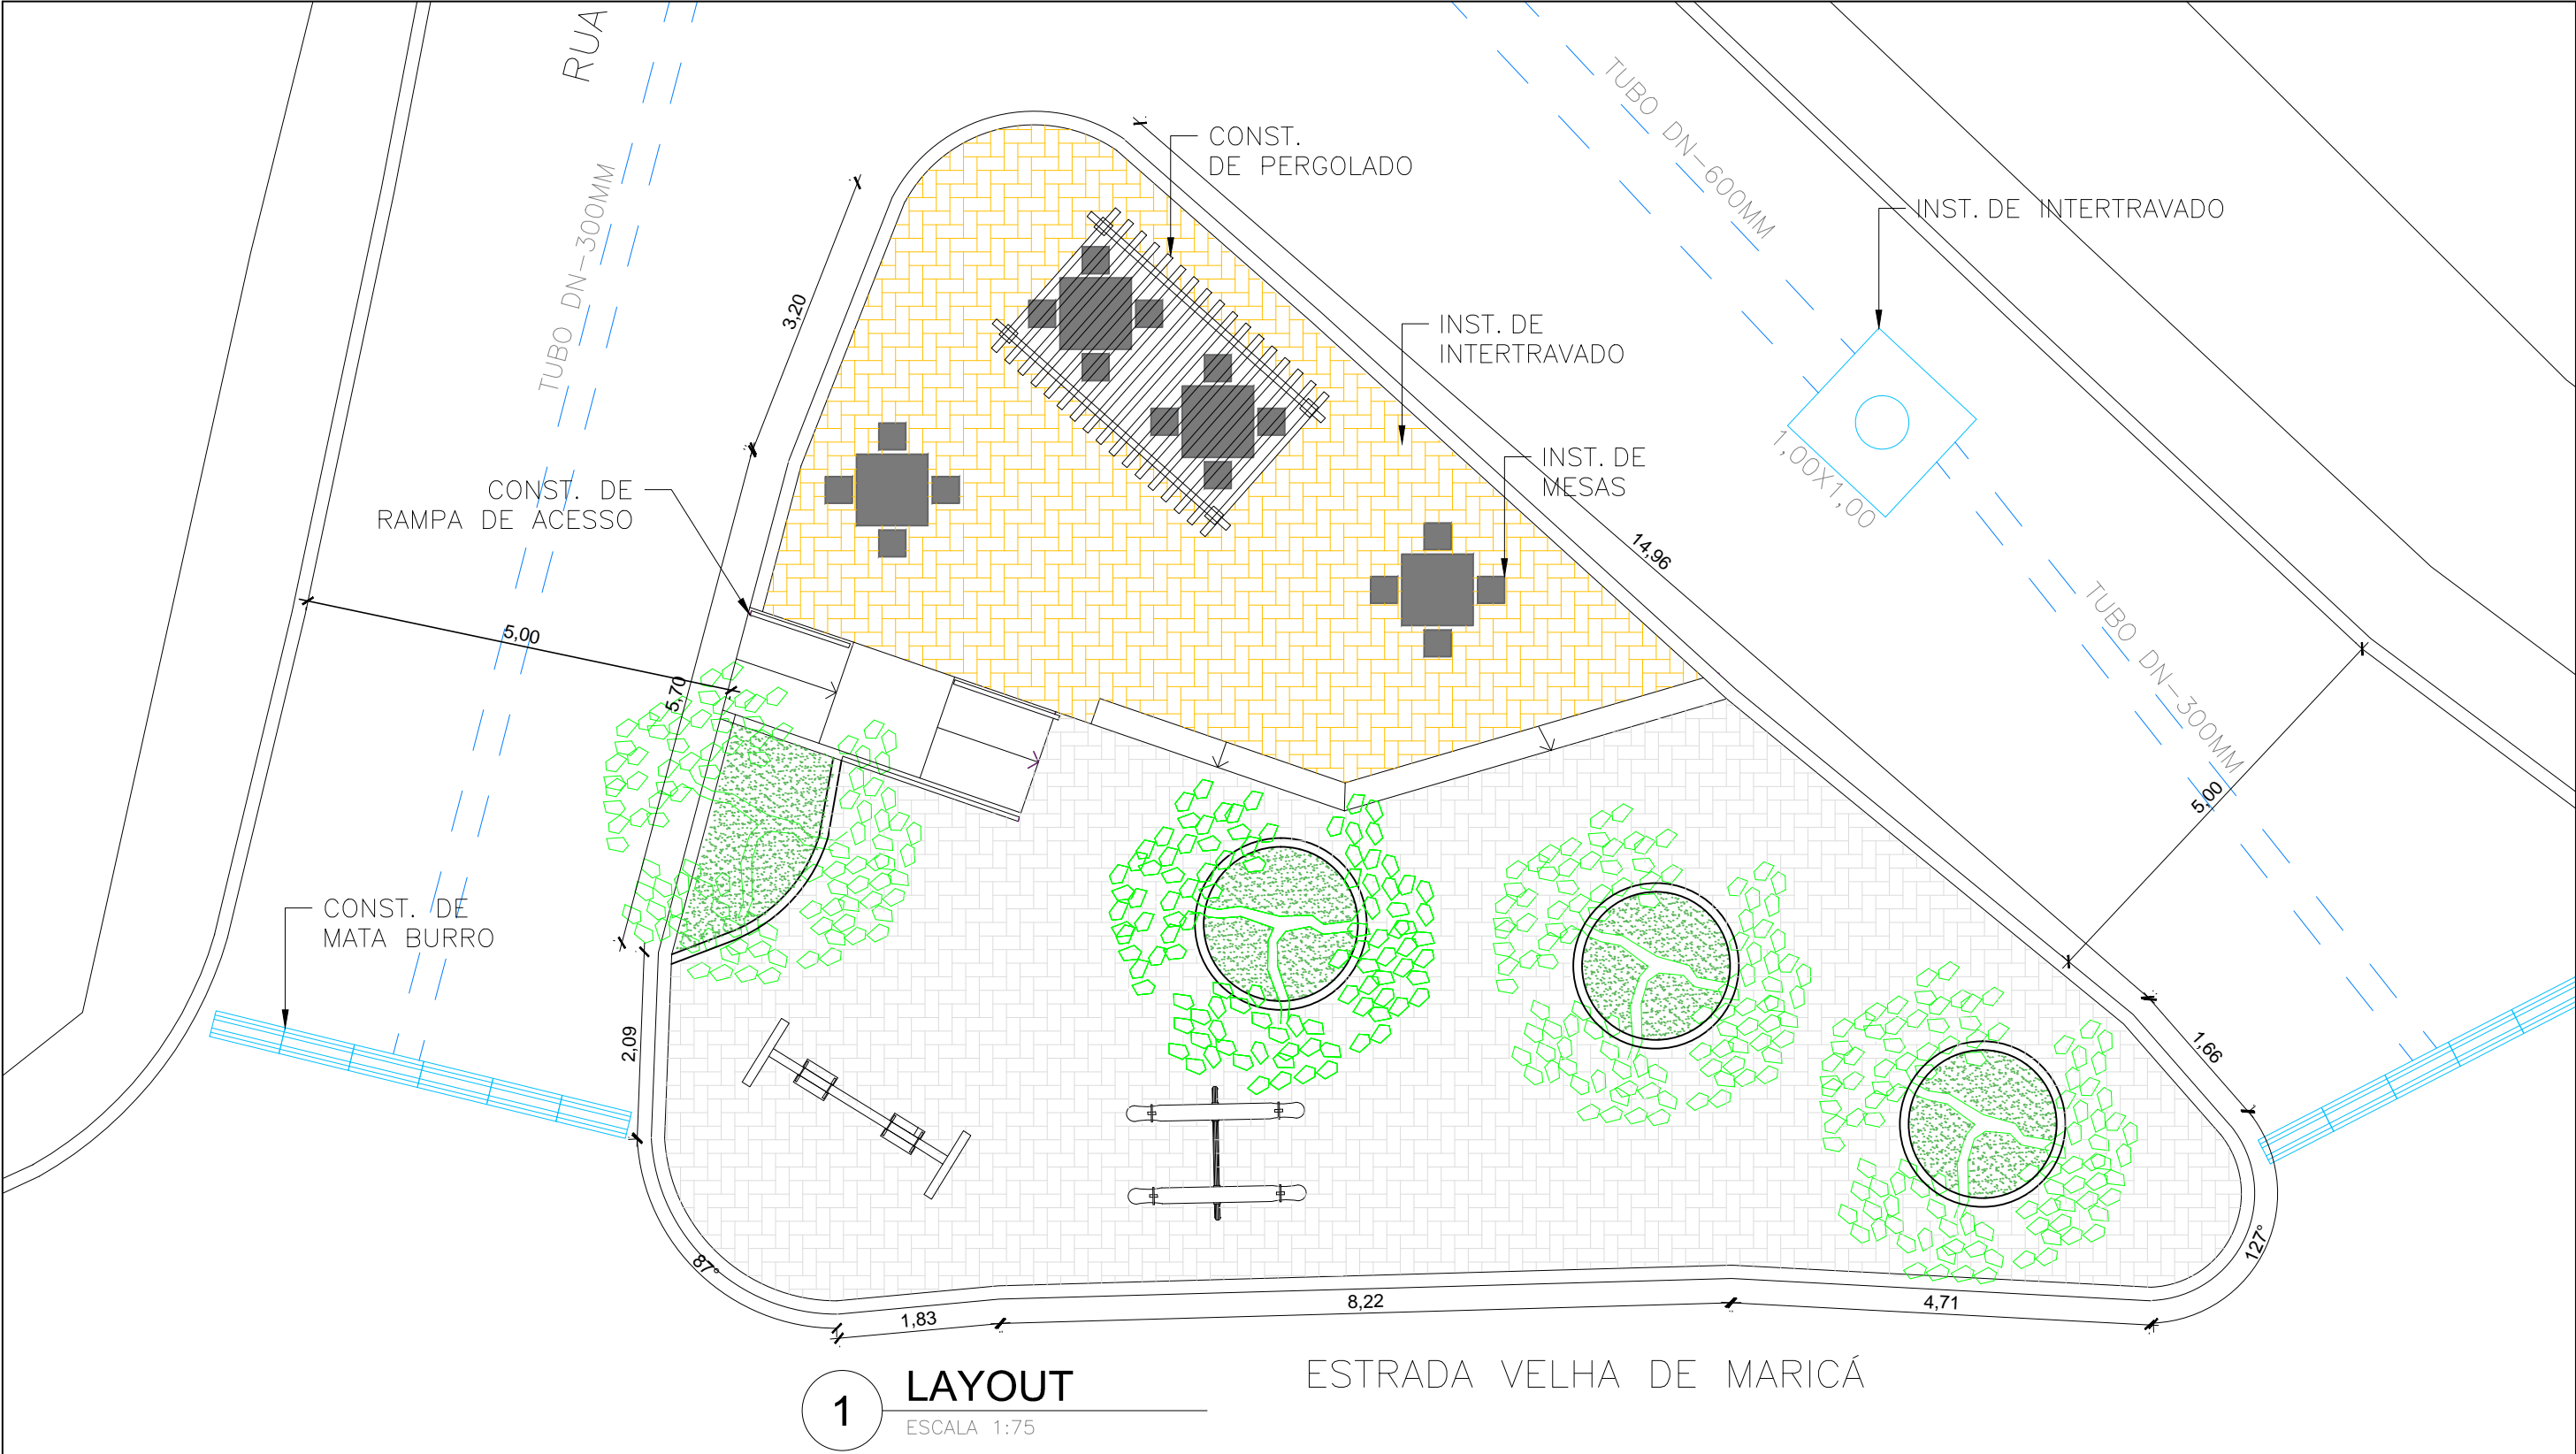 RUA
TUBO DN-300MM
CONST.
DE PERGOLADO
TUBO DN-600MM
INST. DE INTERTRAVADO
3,20
INST. DE
INTERTRAVADO
1,00X1,00
INST. DE
MESAS
CONST. DE
RAMPA DE ACESSO
14,96
5,00
5,70
TUBO DN-300MM
5,00
CONST. DE
MATA BURRO
2,09
1,66
87°
127°
1,83
8,22
4,71
1
LAYOUT
ESCALA 1:75
ESTRADA VELHA DE MARICÁ